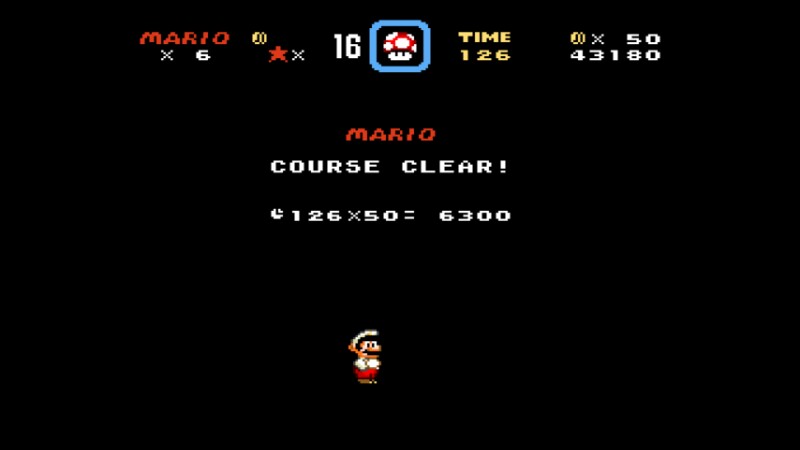 MARIO TIME × 50
× 6 ★× 16 126 43180
MARIO
COURSE CLEAR!
126×50= 6300